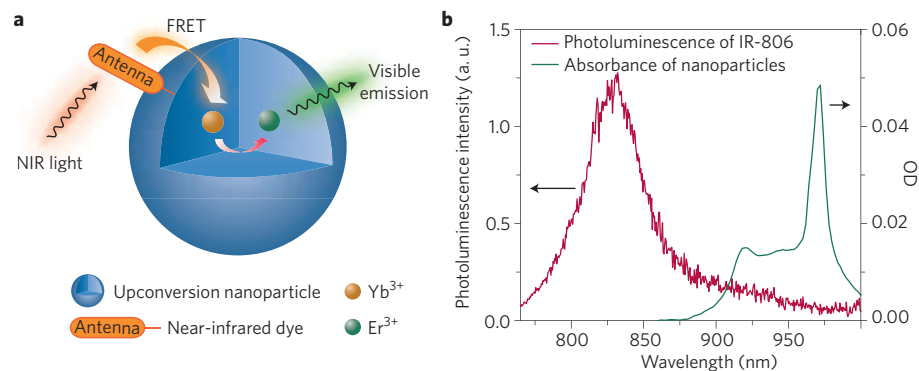 a
FRET
Antenna
NIR light
Visible
emission
Upconversion nanoparticle
Yb3+
Antenna
Near-infrared dye
Er3+
b
Photoluminescence of IR-806
Absorbance of nanoparticles
Photoluminescence intensity (a. u.)
1.5
1.0
0.5
0.0
800
850
900
950
Wavelength (nm)
0.06
0.04
0.02
0.00
OD